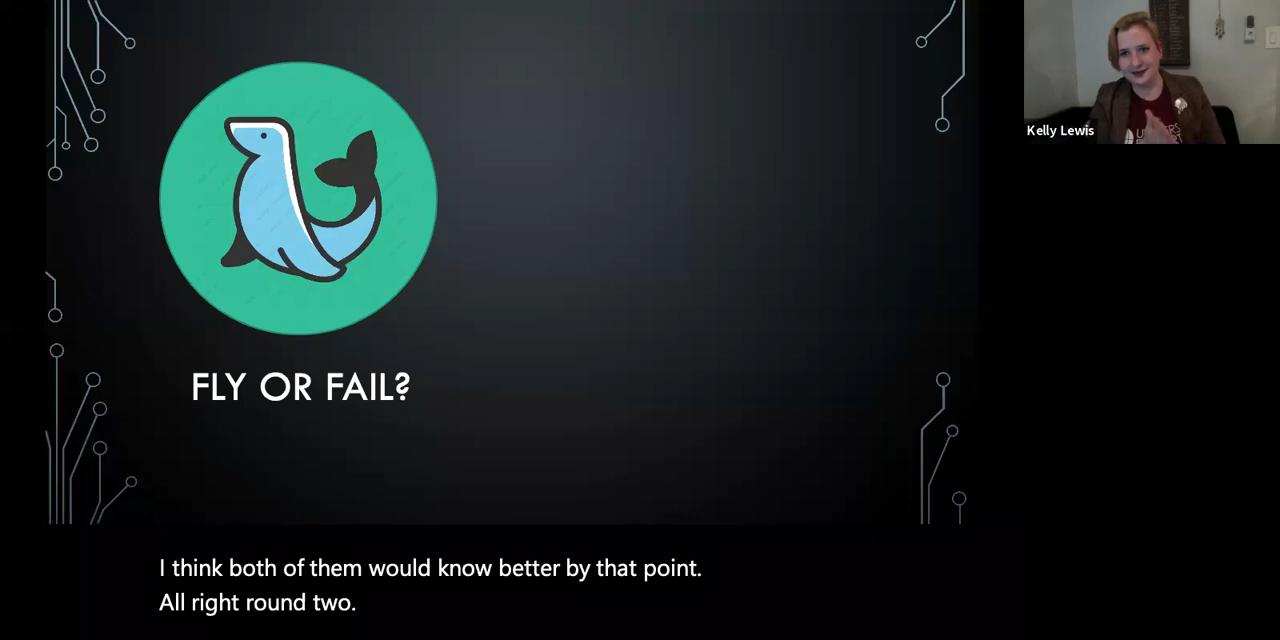 Kelly Lewis
FLY OR FAIL?
I think both of them would know better by that point.
All right round two.